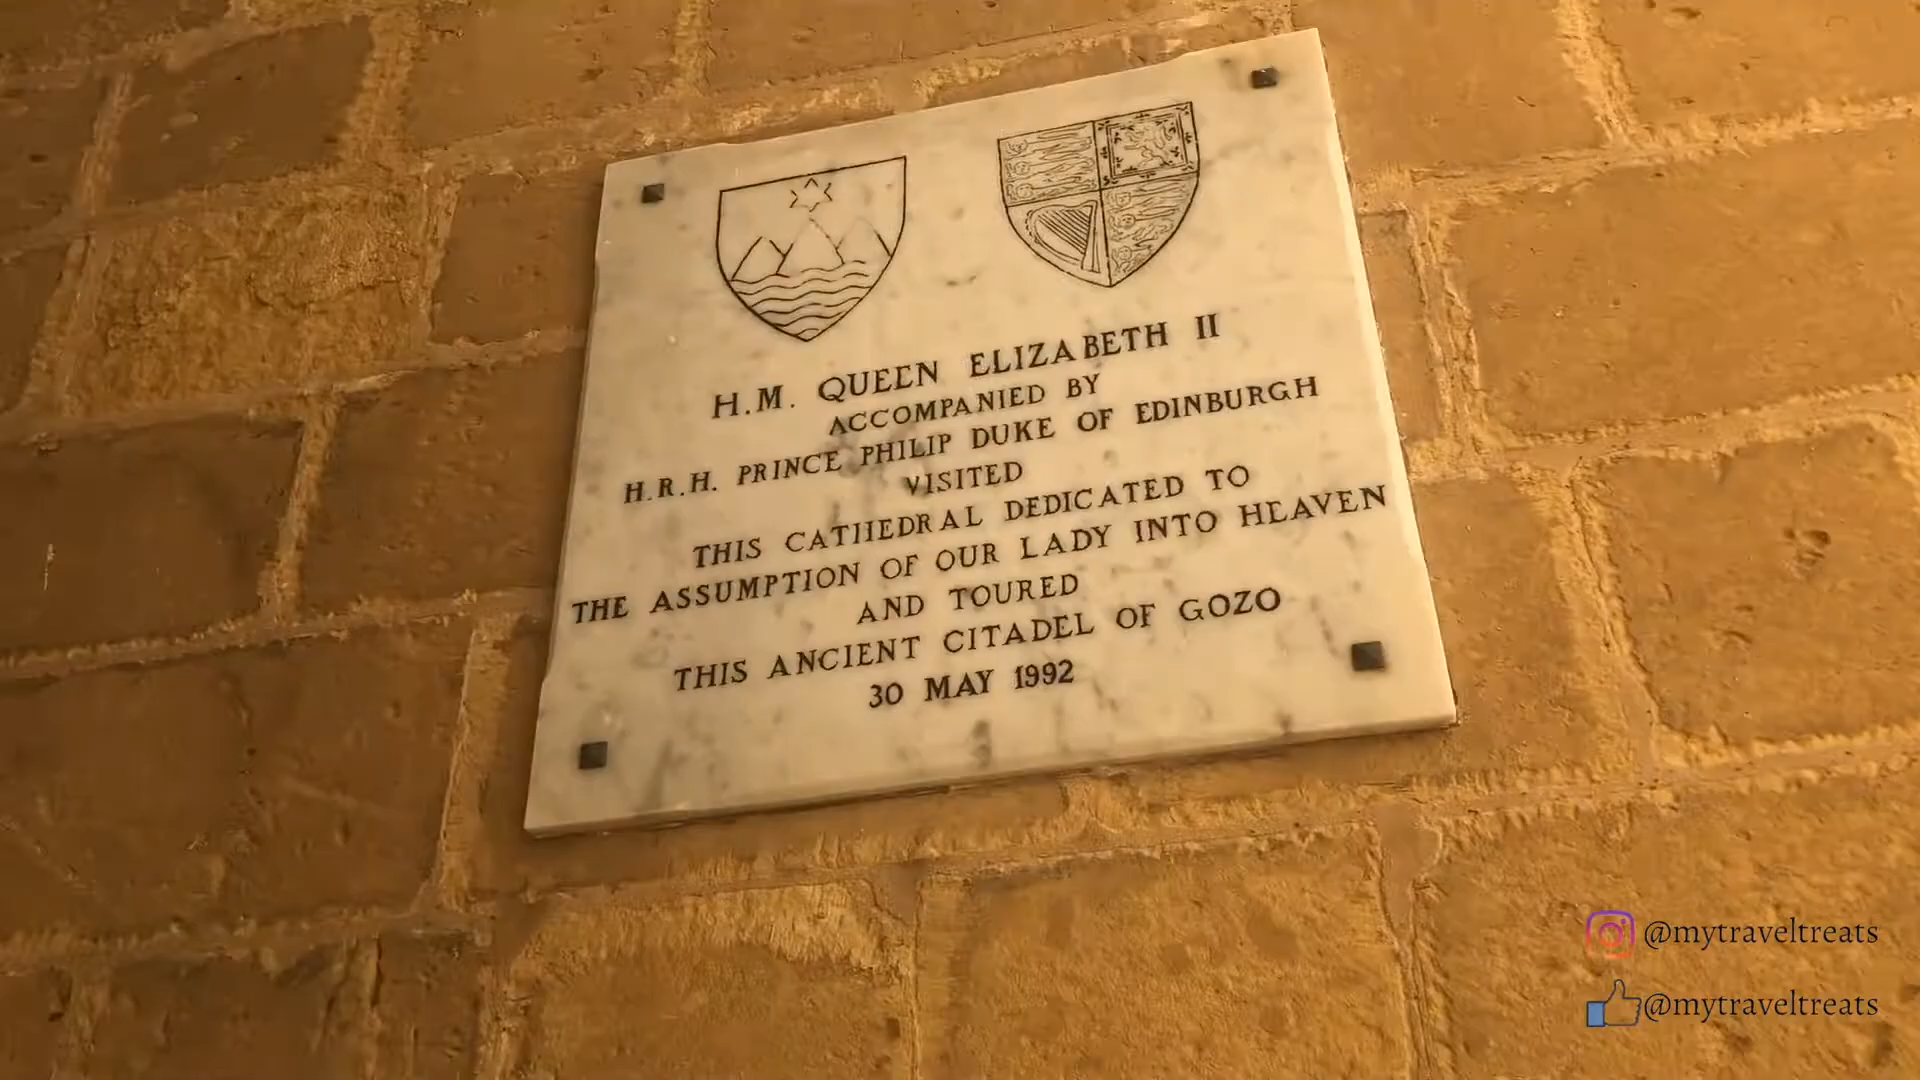 H.M. QUEEN ELIZABETH II
ACCOMPANIED BY
H.R.H. PRINCE PHILIP DUKE OF EDINBURGH
VISITED
THIS CATHEDRAL DEDICATED TO
THE ASSUMPTION OF OUR LADY INTO HEAVEN
AND TOURED
THIS ANCIENT CITADEL OF GOZO
30 MAY 1992
@mytraveltreats
@mytraveltreats